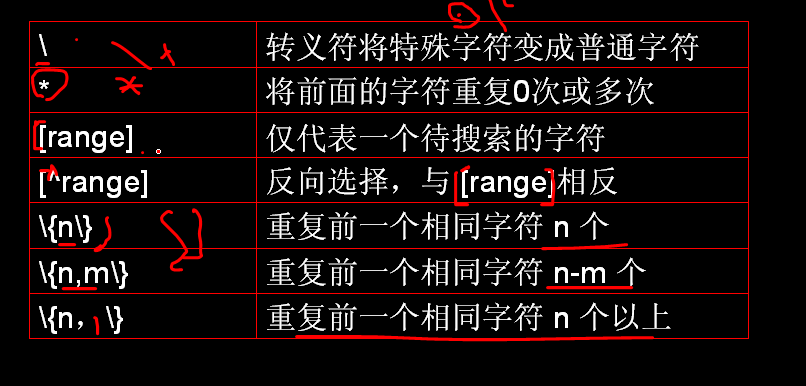 \ 转义符将特殊字符变成普通字符
* 将前面的字符重复0次或多次
[range] 仅代表一个待搜索的字符
[^range] 反向选择，与[range]相反
\{n\} 重复前一个相同字符 n 个
\{n,m\} 重复前一个相同字符 n-m 个
\{n，\} 重复前一个相同字符 n 个以上